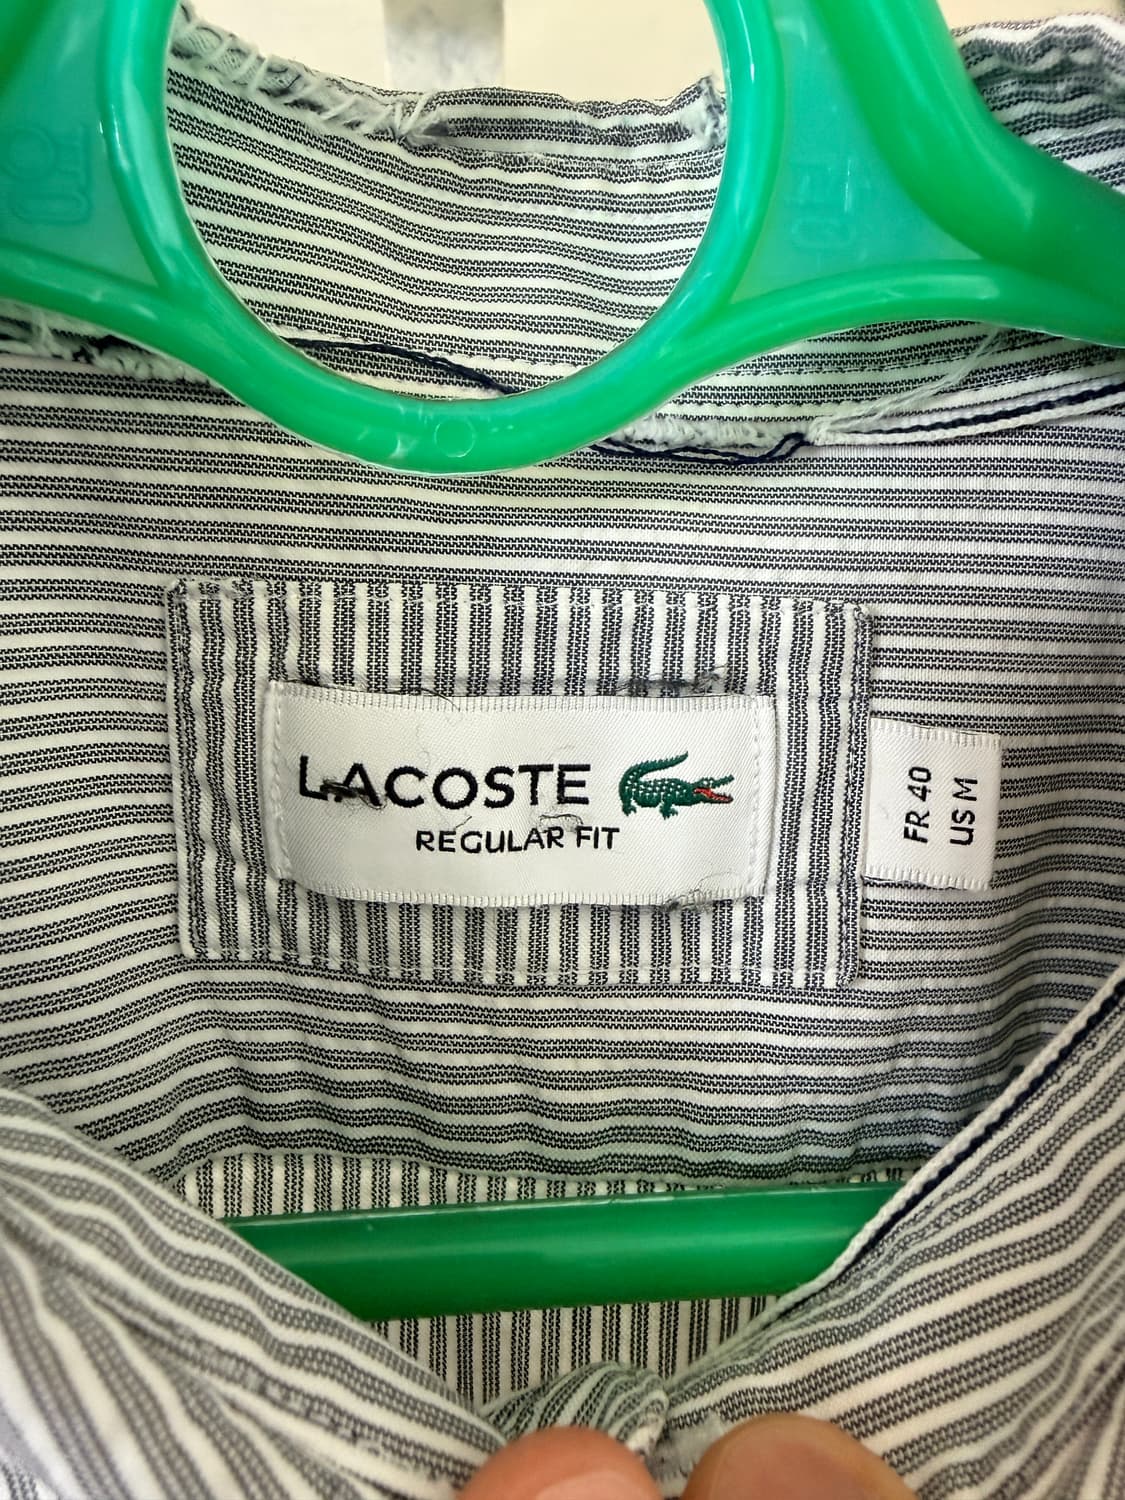 LACOSTE
REGULAR FIT
FR 40
US M